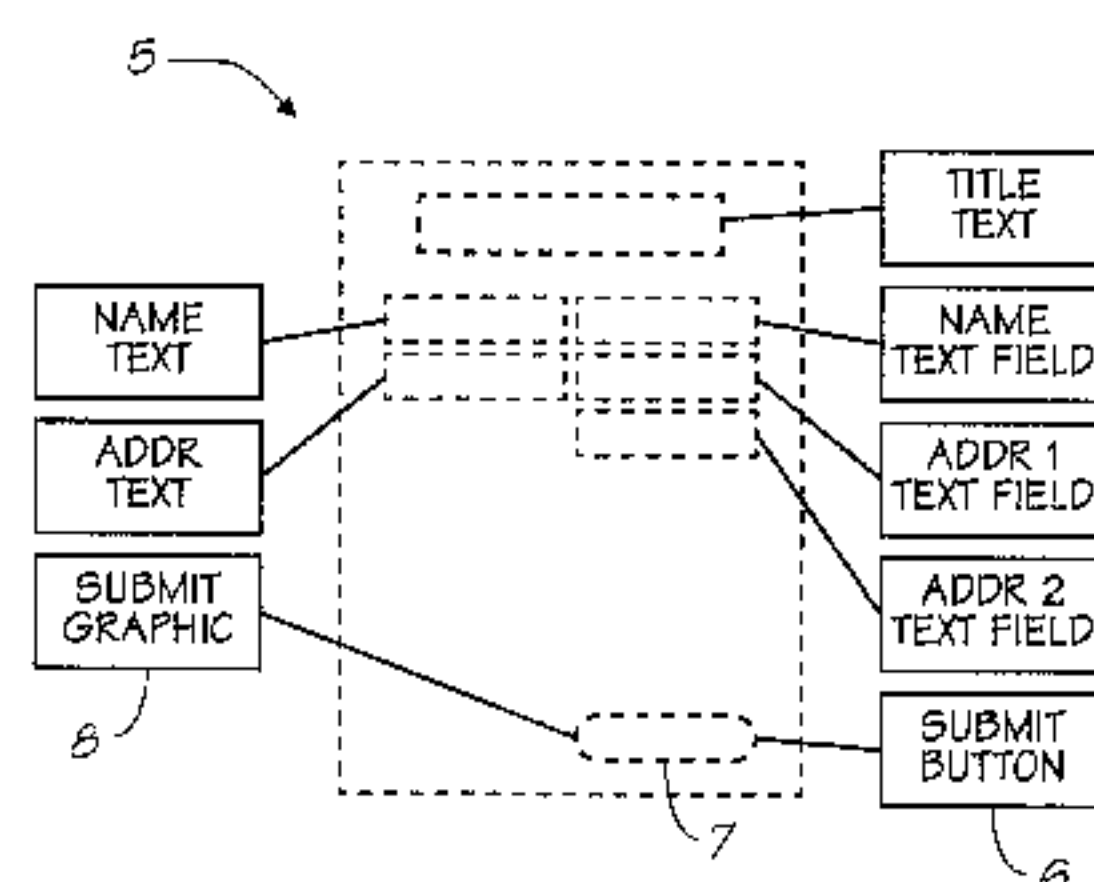 5
TITLE
TEXT
NAME
TEXT
NAME
TEXT FIELD
ADDR
TEXT
ADDR 1
TEXT FIELD
SUBMIT
GRAPHIC
ADDR 2
TEXT FIELD
8
SUBMIT
BUTTON
7
6